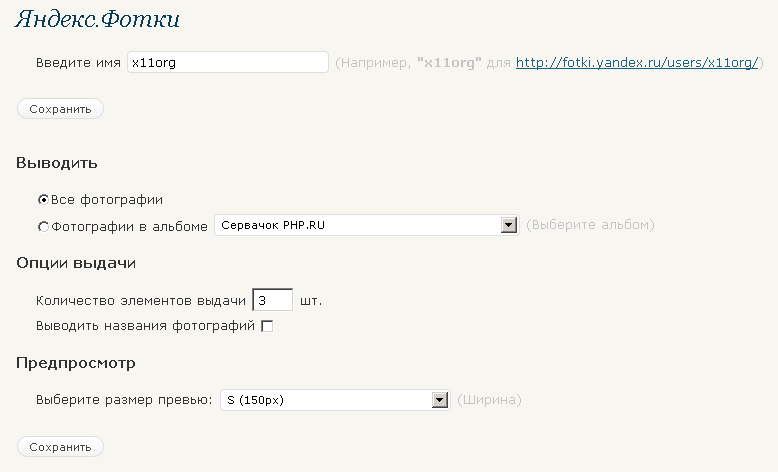 Яндекс.Фотки
Введите имя x11org (Например, "x11org" для http://fotki.yandex.ru/users/x11org/)
Сохранить
Выводить
Все фотографии
Фотографии в альбоме Сервачок PHP.RU (Выберите альбом)
Опции выдачи
Количество элементов выдачи 3 шт.
Выводить названия фотографий
Предпросмотр
Выберите размер превью: S (150px) (Ширина)
Сохранить